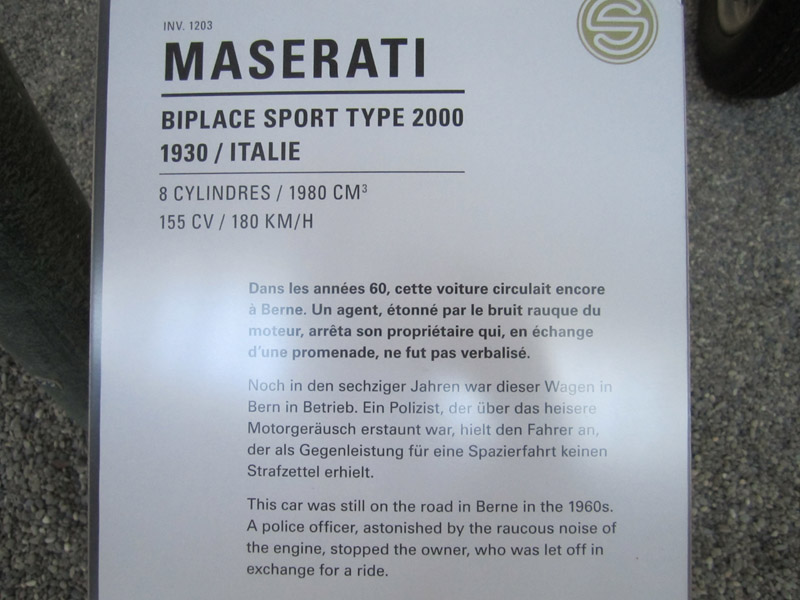 INV. 1203
MASERATI
BIPLACE SPORT TYPE 2000
1930 / ITALIE
8 CYLINDRES / 1980 CM³
155 CV / 180 KM/H
Dans les années 60, cette voiture circulait encore
à Berne. Un agent, étonné par le bruit rauque du
moteur, arrêta son propriétaire qui, en échange
d'une promenade, ne fut pas verbalisé.
Noch in den sechziger Jahren war dieser Wagen in
Bern in Betrieb. Ein Polizist, der über das heisere
Motorgeräusch erstaunt war, hielt den Fahrer an,
der als Gegenleistung für eine Spazierfahrt keinen
Strafzettel erhielt.
This car was still on the road in Berne in the 1960s.
A police officer, astonished by the raucous noise of
the engine, stopped the owner, who was let off in
exchange for a ride.